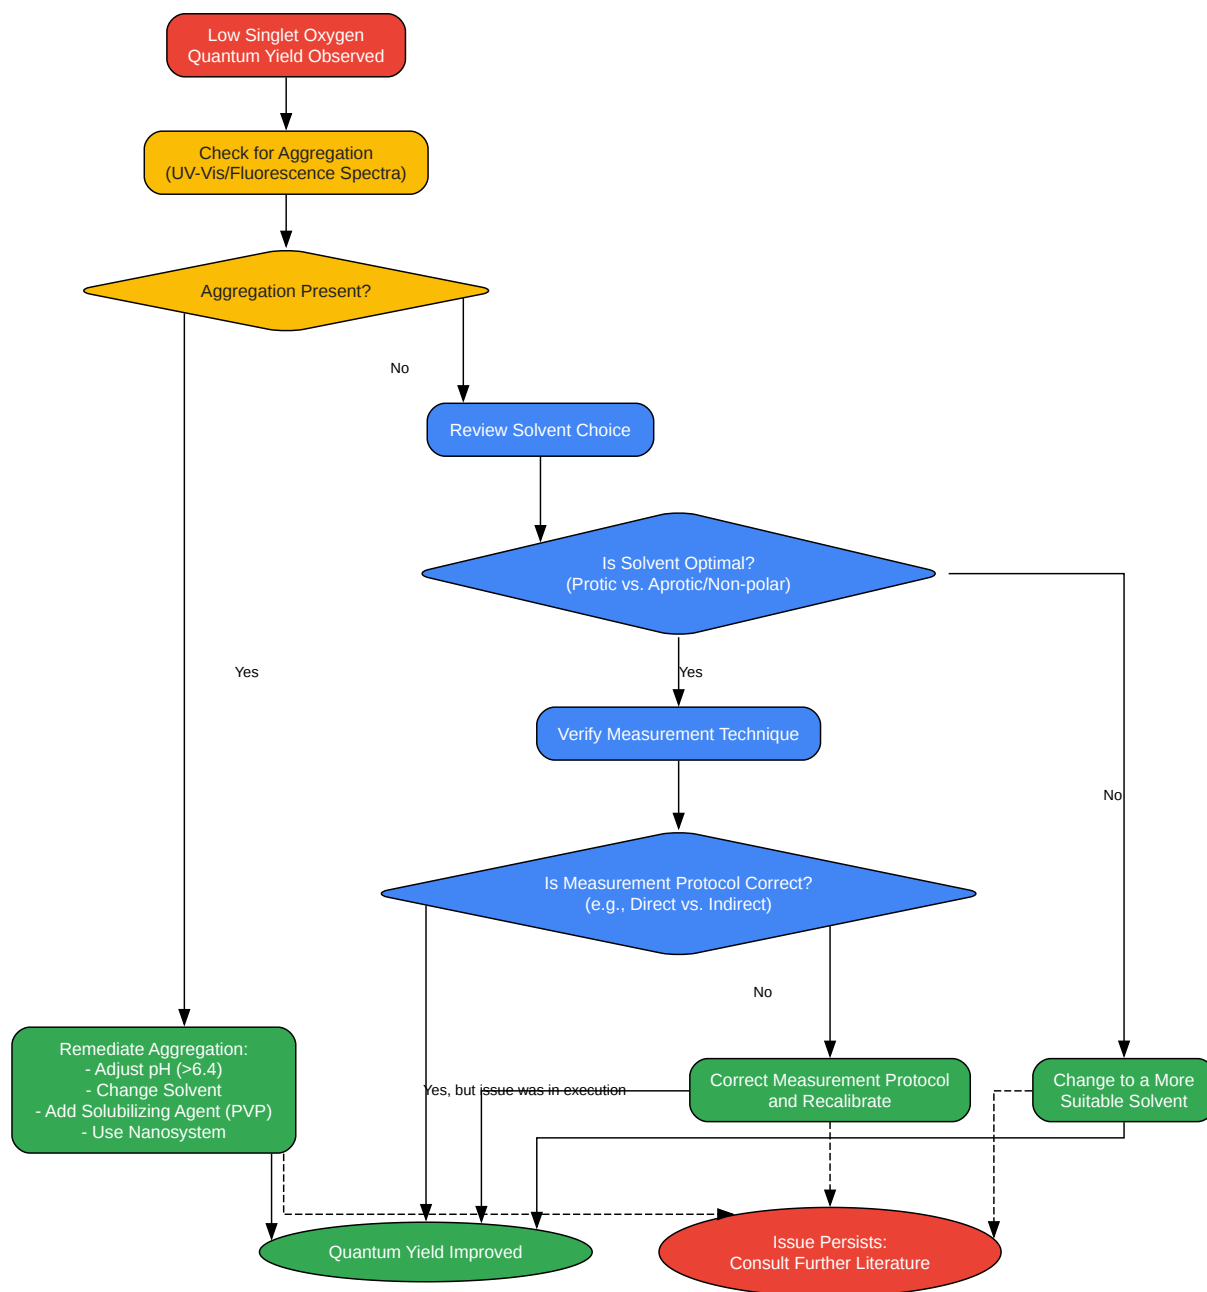 Low Singlet Oxygen
Quantum Yield Observed
Check for Aggregation
(UV-Vis/Fluorescence Spectra)
Aggregation Present?
No
Review Solvent Choice
Is Solvent Optimal?
(Protic vs. Aprotic/Non-polar)
Yes
Yes
Verify Measurement Technique
No
Is Measurement Protocol Correct?
(e.g., Direct vs. Indirect)
No
Remediate Aggregation:
- Adjust pH (>6.4)
- Change Solvent
- Add Solubilizing Agent (PVP)
- Use Nanosystem
Yes, but issue was in execution
Correct Measurement Protocol
and Recalibrate
Change to a More
Suitable Solvent
Quantum Yield Improved
Issue Persists:
Consult Further Literature